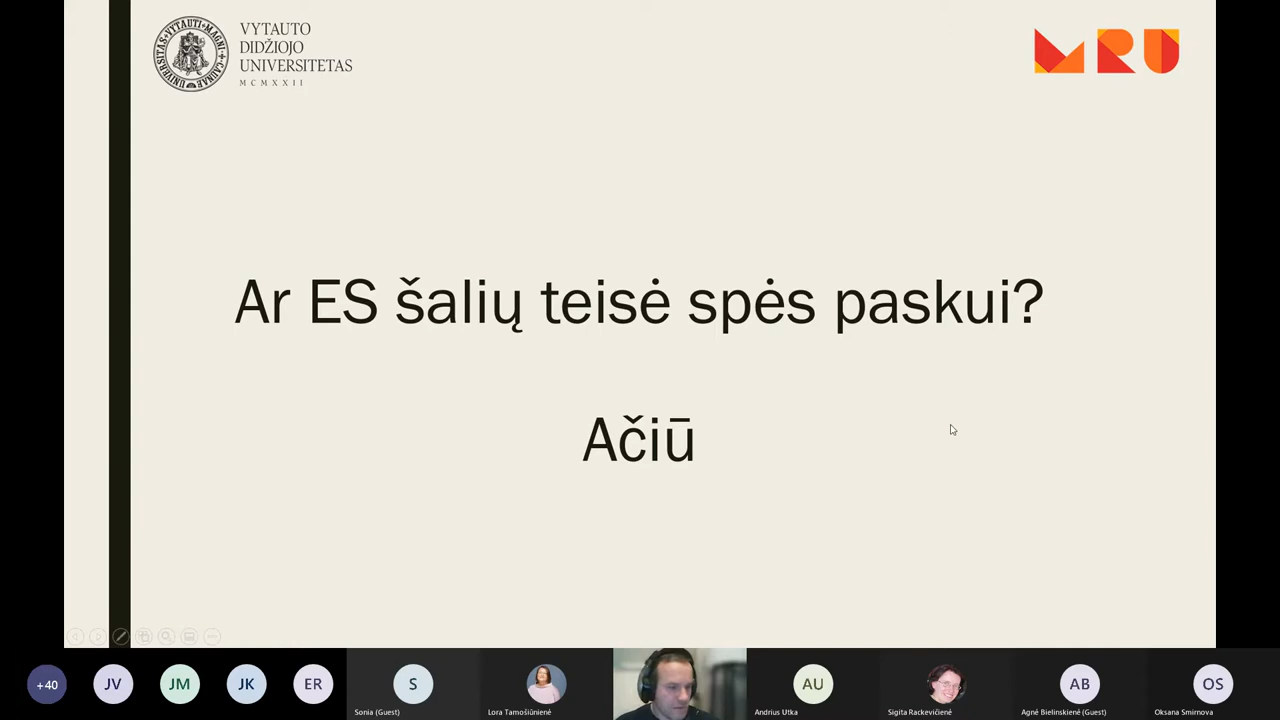 VYTAUTO
DIDŽIOJO
UNIVERSITETAS
MCMXXII
MRU
Ar ES šalių teisė spės paskui?
Ačiū
+40
JV
JM
JK
ER
S
AU
AB
OS
Sonia (Guest)
Lora Tamošiūnienė
Andrius Utka
Sigita Rackevičienė
Agnė Bielinskienė (Guest)
Oksana Smirnova